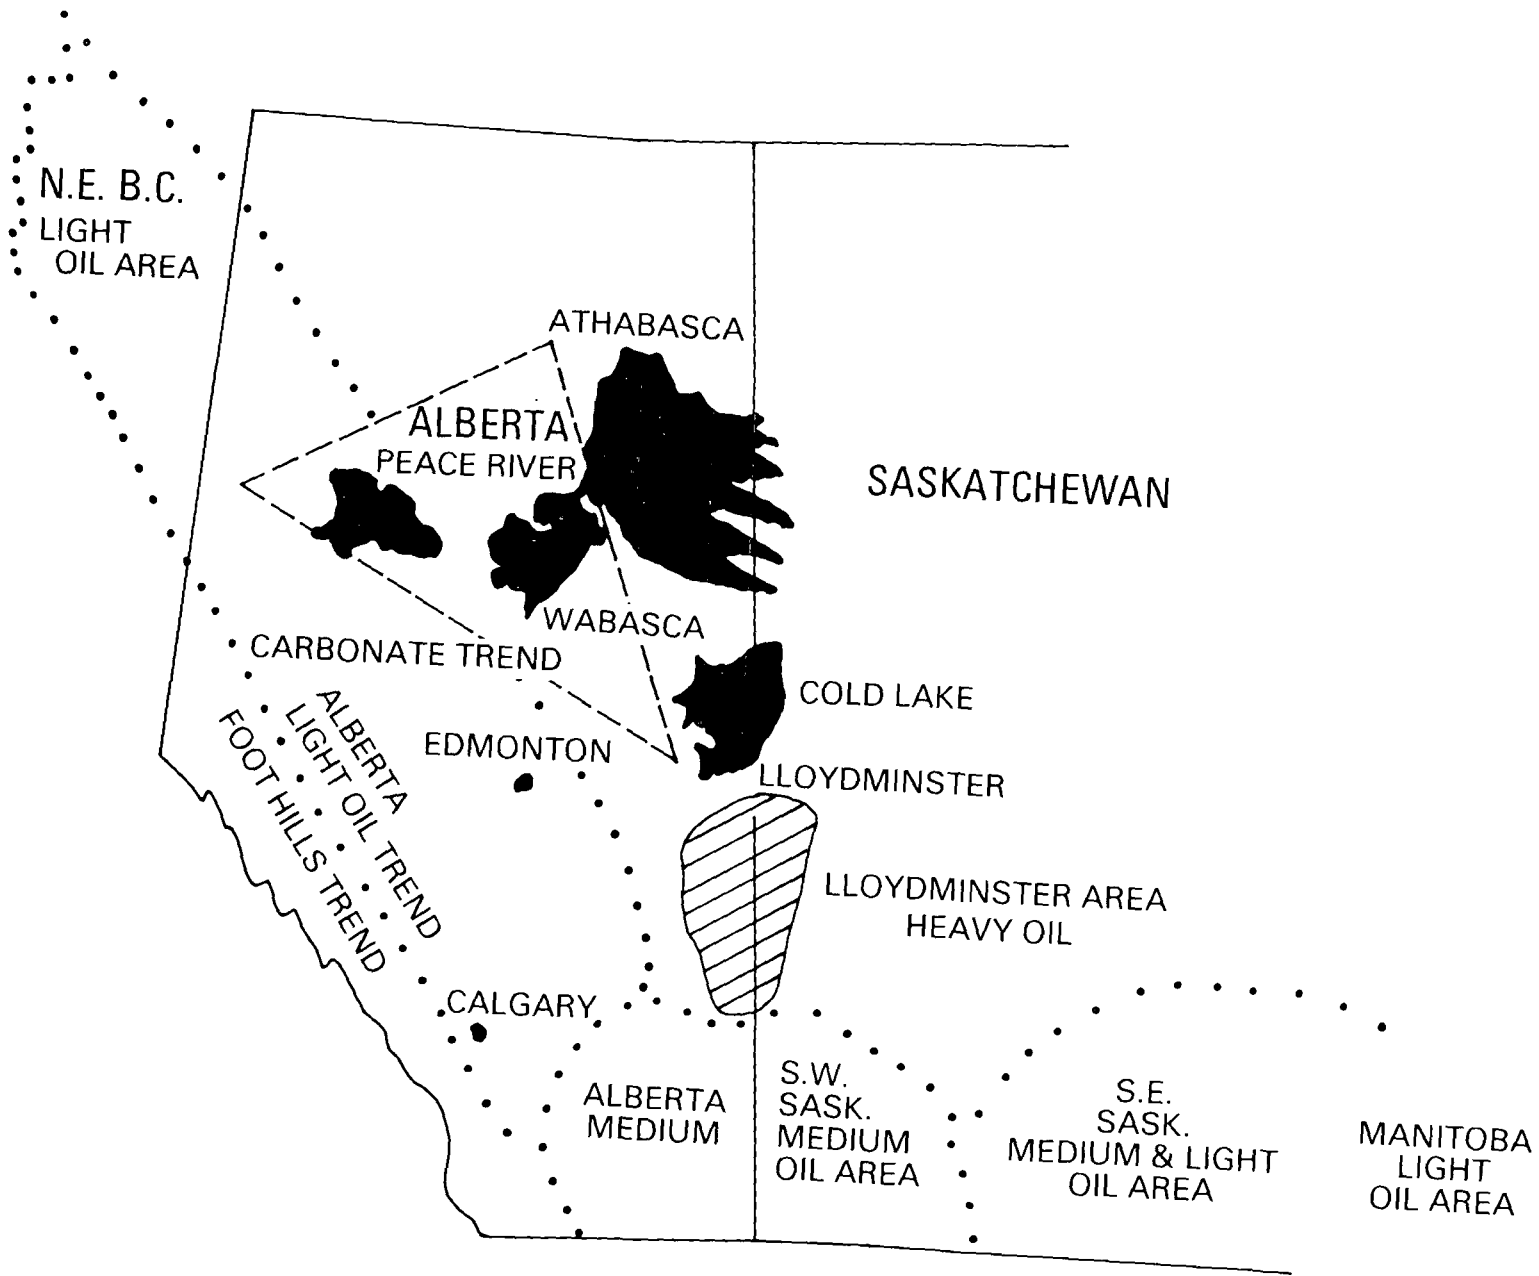 N.E. B.C.
LIGHT
OIL AREA
ATHABASCA
ALBERTA
PEACE RIVER
SASKATCHEWAN
WABASCA
CARBONATE TREND
COLD LAKE
ALBERTA
LIGHT OIL TREND
FOOT HILLS TREND
EDMONTON
LLOYDMINSTER
LLOYDMINSTER AREA
HEAVY OIL
CALGARY
ALBERTA
MEDIUM
S.W.
SASK.
MEDIUM
OIL AREA
S.E.
SASK.
MEDIUM & LIGHT
OIL AREA
MANITOBA
LIGHT
OIL AREA